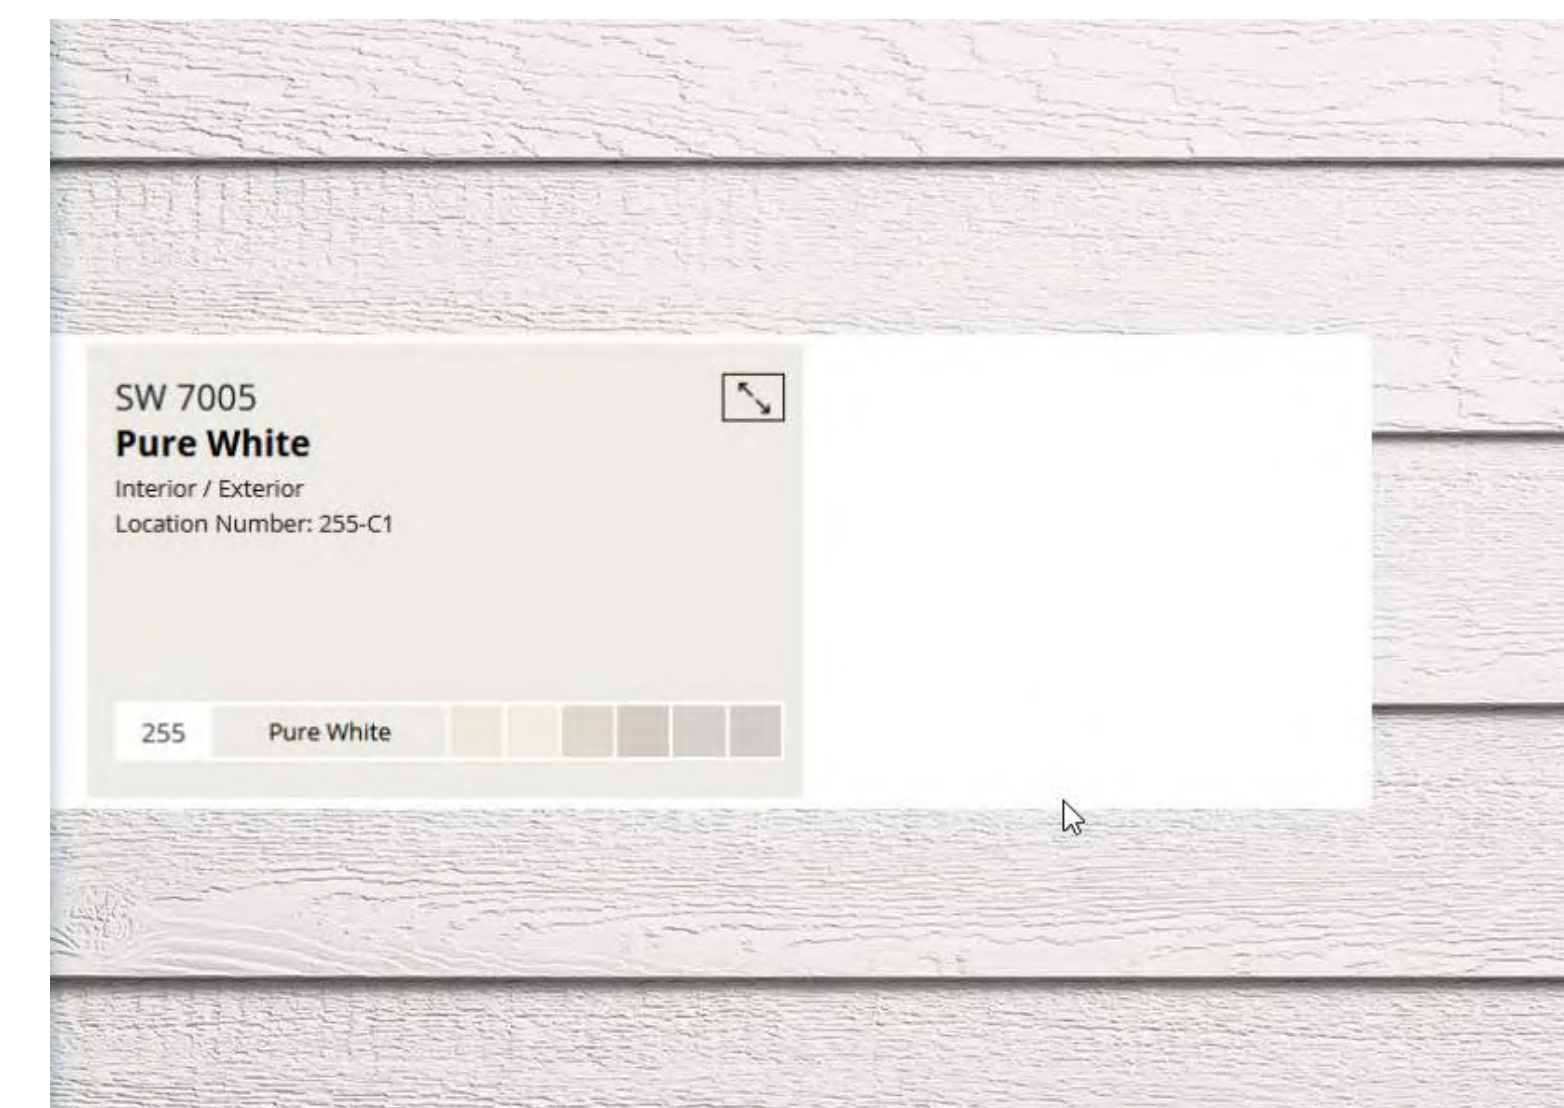 SW 7005
Pure White
Interior / Exterior
Location Number: 255-C1
255 Pure White